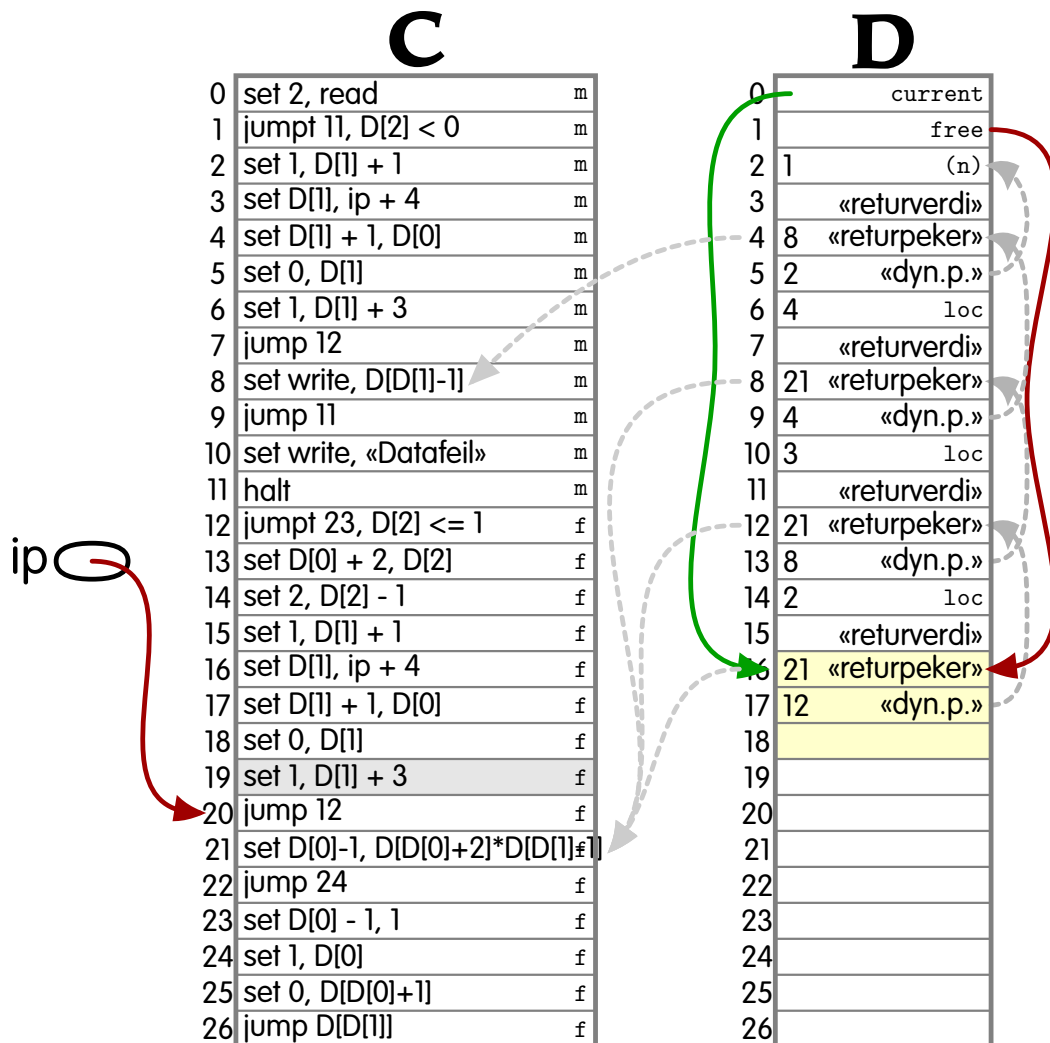 C D
0 set 2, read m
1 jumpt 11, D[2] < 0 m
2 set 1, D[1] + 1 m
3 set D[1], ip + 4 m
4 set D[1] + 1, D[0] m
5 set 0, D[1] m
6 set 1, D[1] + 3 m
7 jump 12 m
8 set write, D[D[1]-1] m
9 jump 11 m
10 set write, «Datafeil» m
11 halt m
12 jumpt 23, D[2] <= 1 f
13 set D[0] + 2, D[2] f
14 set 2, D[2] - 1 f
15 set 1, D[1] + 1 f
16 set D[1], ip + 4 f
17 set D[1] + 1, D[0] f
18 set 0, D[1] f
19 set 1, D[1] + 3 f
20 jump 12 f
21 set D[0]-1, D[D[0]+2]*D[D[1]-1] f
22 jump 24 f
23 set D[0] - 1, 1 f
24 set 1, D[0] f
25 set 0, D[D[0]+1] f
26 jump D[D[1]] f
ip
0 current
1 free
2 1 (n)
3 «returverdi»
4 8 «returpeker»
5 2 «dyn.p.»
6 4 loc
7 «returverdi»
8 21 «returpeker»
9 4 «dyn.p.»
10 3 loc
11 «returverdi»
12 21 «returpeker»
13 8 «dyn.p.»
14 2 loc
15 «returverdi»
16 21 «returpeker»
17 12 «dyn.p.»
18
19
20
21
22
23
24
25
26